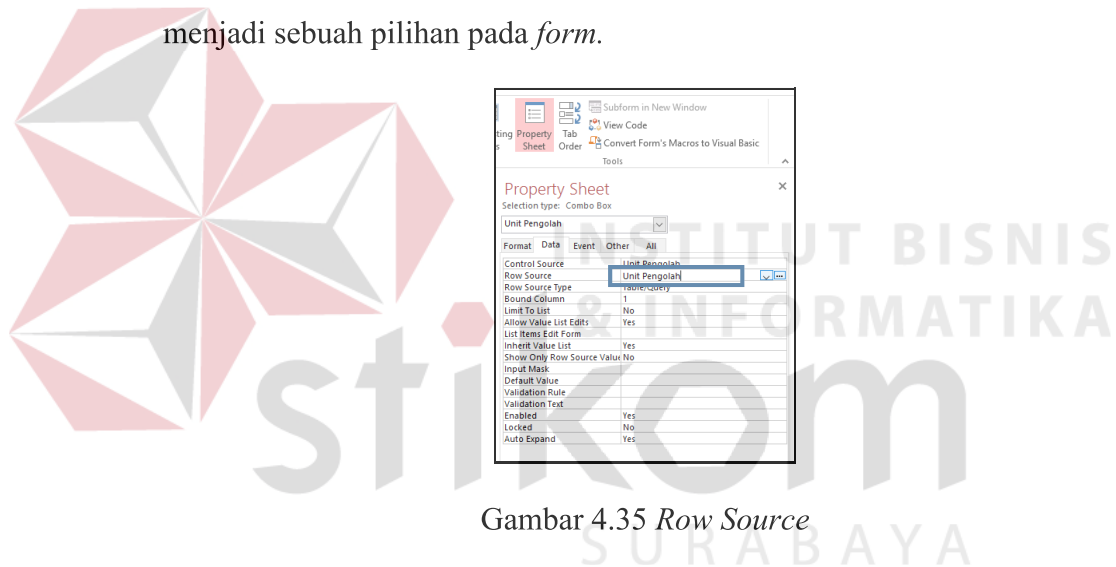 menjadi sebuah pilihan pada form.
Subform in New Window
View Code
Convert Form's Macros to Visual Basic
ting Property Tab
s Sheet Order
Tools
Property Sheet
Selection type: Combo Box
Unit Pengolah
Format Data Event Other All
Control Source Unit Pengolah
Row Source Unit Pengolah
Row Source Type Table/Query
Bound Column 1
Limit To List No
Allow Value List Edits Yes
List Items Edit Form
Inherit Value List Yes
Show Only Row Source Value No
Input Mask
Default Value
Validation Rule
Validation Text
Enabled Yes
Locked No
Auto Expand Yes
Gambar 4.35 Row Source
INSTITUT BISNIS
& INFORMATIKA
stikom
SURABAYA